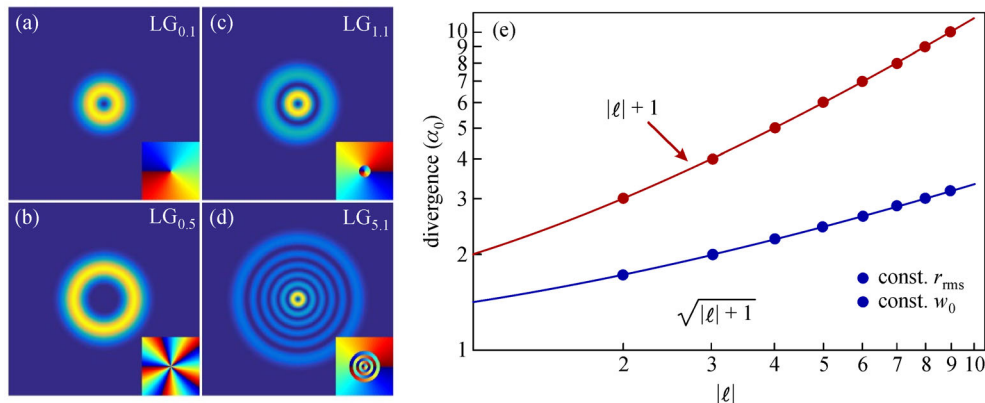 (a) LG₀.₁
(c) LG₁.₁
(b) LG₀.₅
(d) LG₅.₁
(e)
divergence (α₀)
10
9
8
7
6
5
4
3
2
1
|ℓ| + 1
√|ℓ| + 1
const. r_rms
const. w₀
2 3 4 5 6 7 8 9 10
|ℓ|